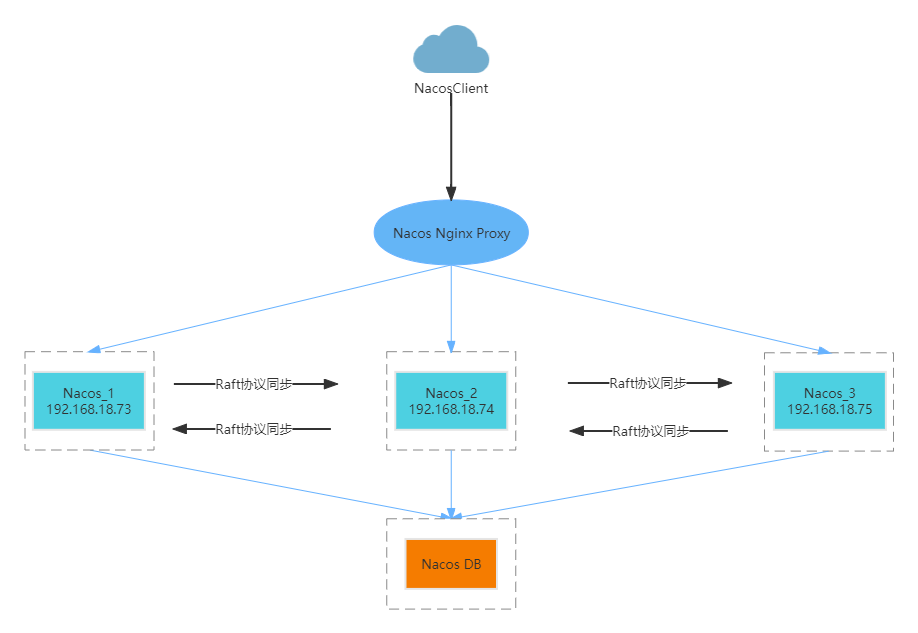 NacosClient
Nacos Nginx Proxy
Nacos_1
192.168.18.73
Raft协议同步
Raft协议同步
Nacos_2
192.168.18.74
Raft协议同步
Raft协议同步
Nacos_3
192.168.18.75
Nacos DB